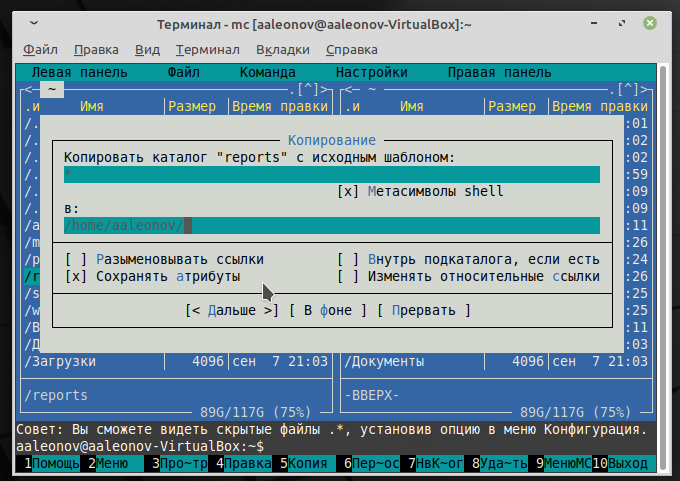 Терминал - mc [aaleonov@aaleonov-VirtualBox]:~
Файл Правка Вид Терминал Вкладки Справка
Левая панель Файл Команда Настройки Правая панель
<— ~ .[^]> <— ~ .[^]>
.и Имя Размер Время правки .и Имя Размер Время правки
/. :01
/. Копирование :02
/. Копировать каталог "reports" с исходным шаблоном: :02
/. * :59
/. [x] Метасимволы shell :09
/. в: :09
/a /home/aaleonov/ :11
/m :26
/p [ ] Разыменовывать ссылки [ ] Внутрь подкаталога, если есть :24
/r [x] Сохранять атрибуты [ ] Изменять относительные ссылки :26
/s :25
/w [< Дальше >] [ В фоне ] [ Прервать ] :25
/В :11
/Д :03
/Загрузки 4096 сен 7 21:03 /Документы 4096 сен 7 21:03
/reports -ВВЕРХ-
89G/117G (75%) 89G/117G (75%)
Совет: Вы сможете видеть скрытые файлы .*, установив опцию в меню Конфигурация.
aaleonov@aaleonov-VirtualBox:~$
1Помощь 2Меню 3Про~тр 4Правка 5Копия 6Пер~ос 7НвК~ог 8Уда~ть 9МенюМС 10Выход